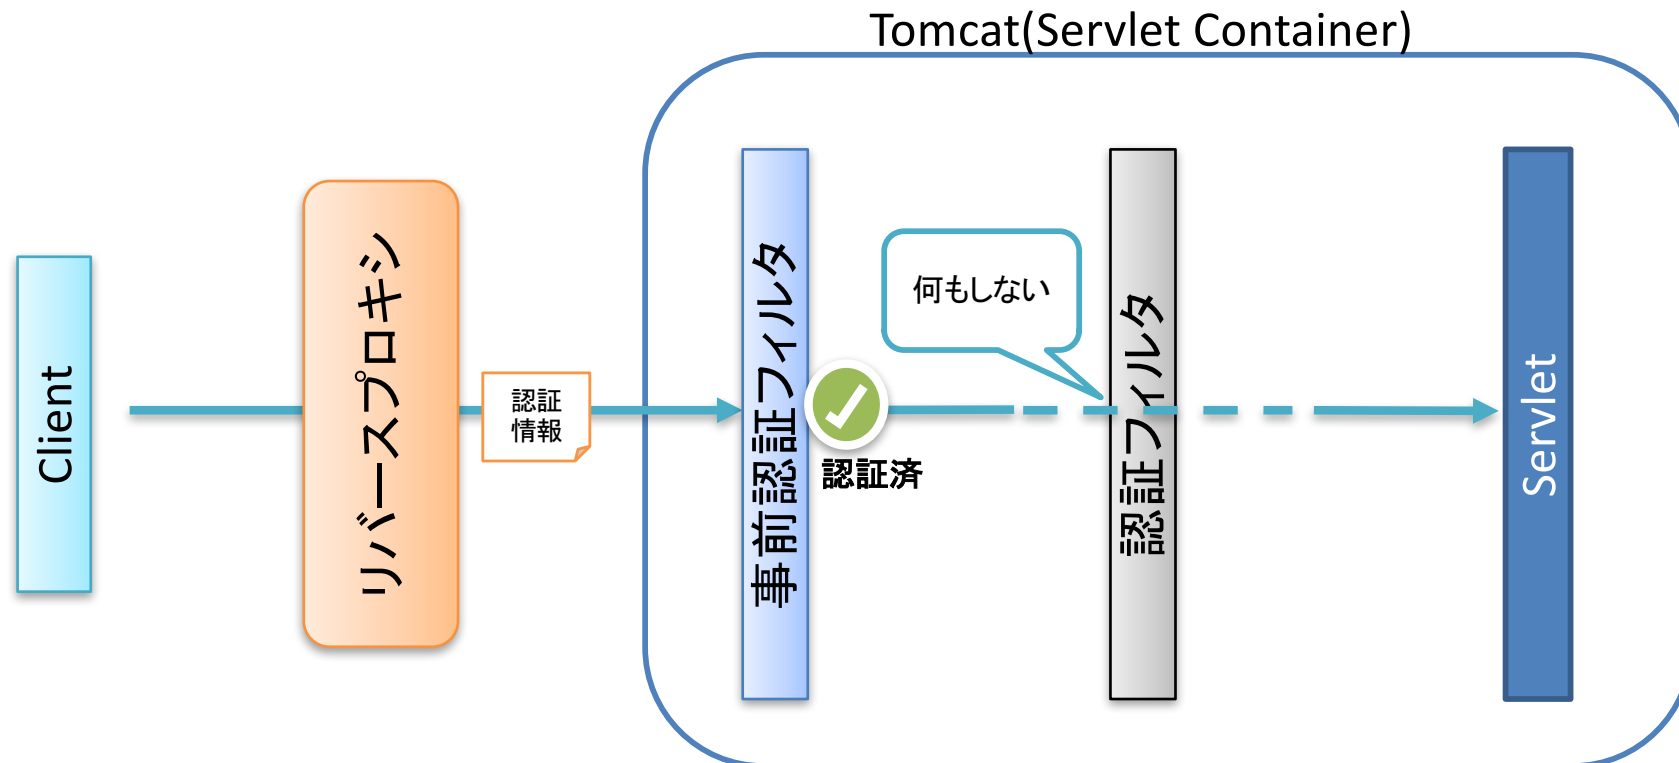 Tomcat(Servlet Container)
Client
リバースプロキシ
認証
情報
事前認証フィルタ
認証済
何もしない
認証フィルタ
Servlet